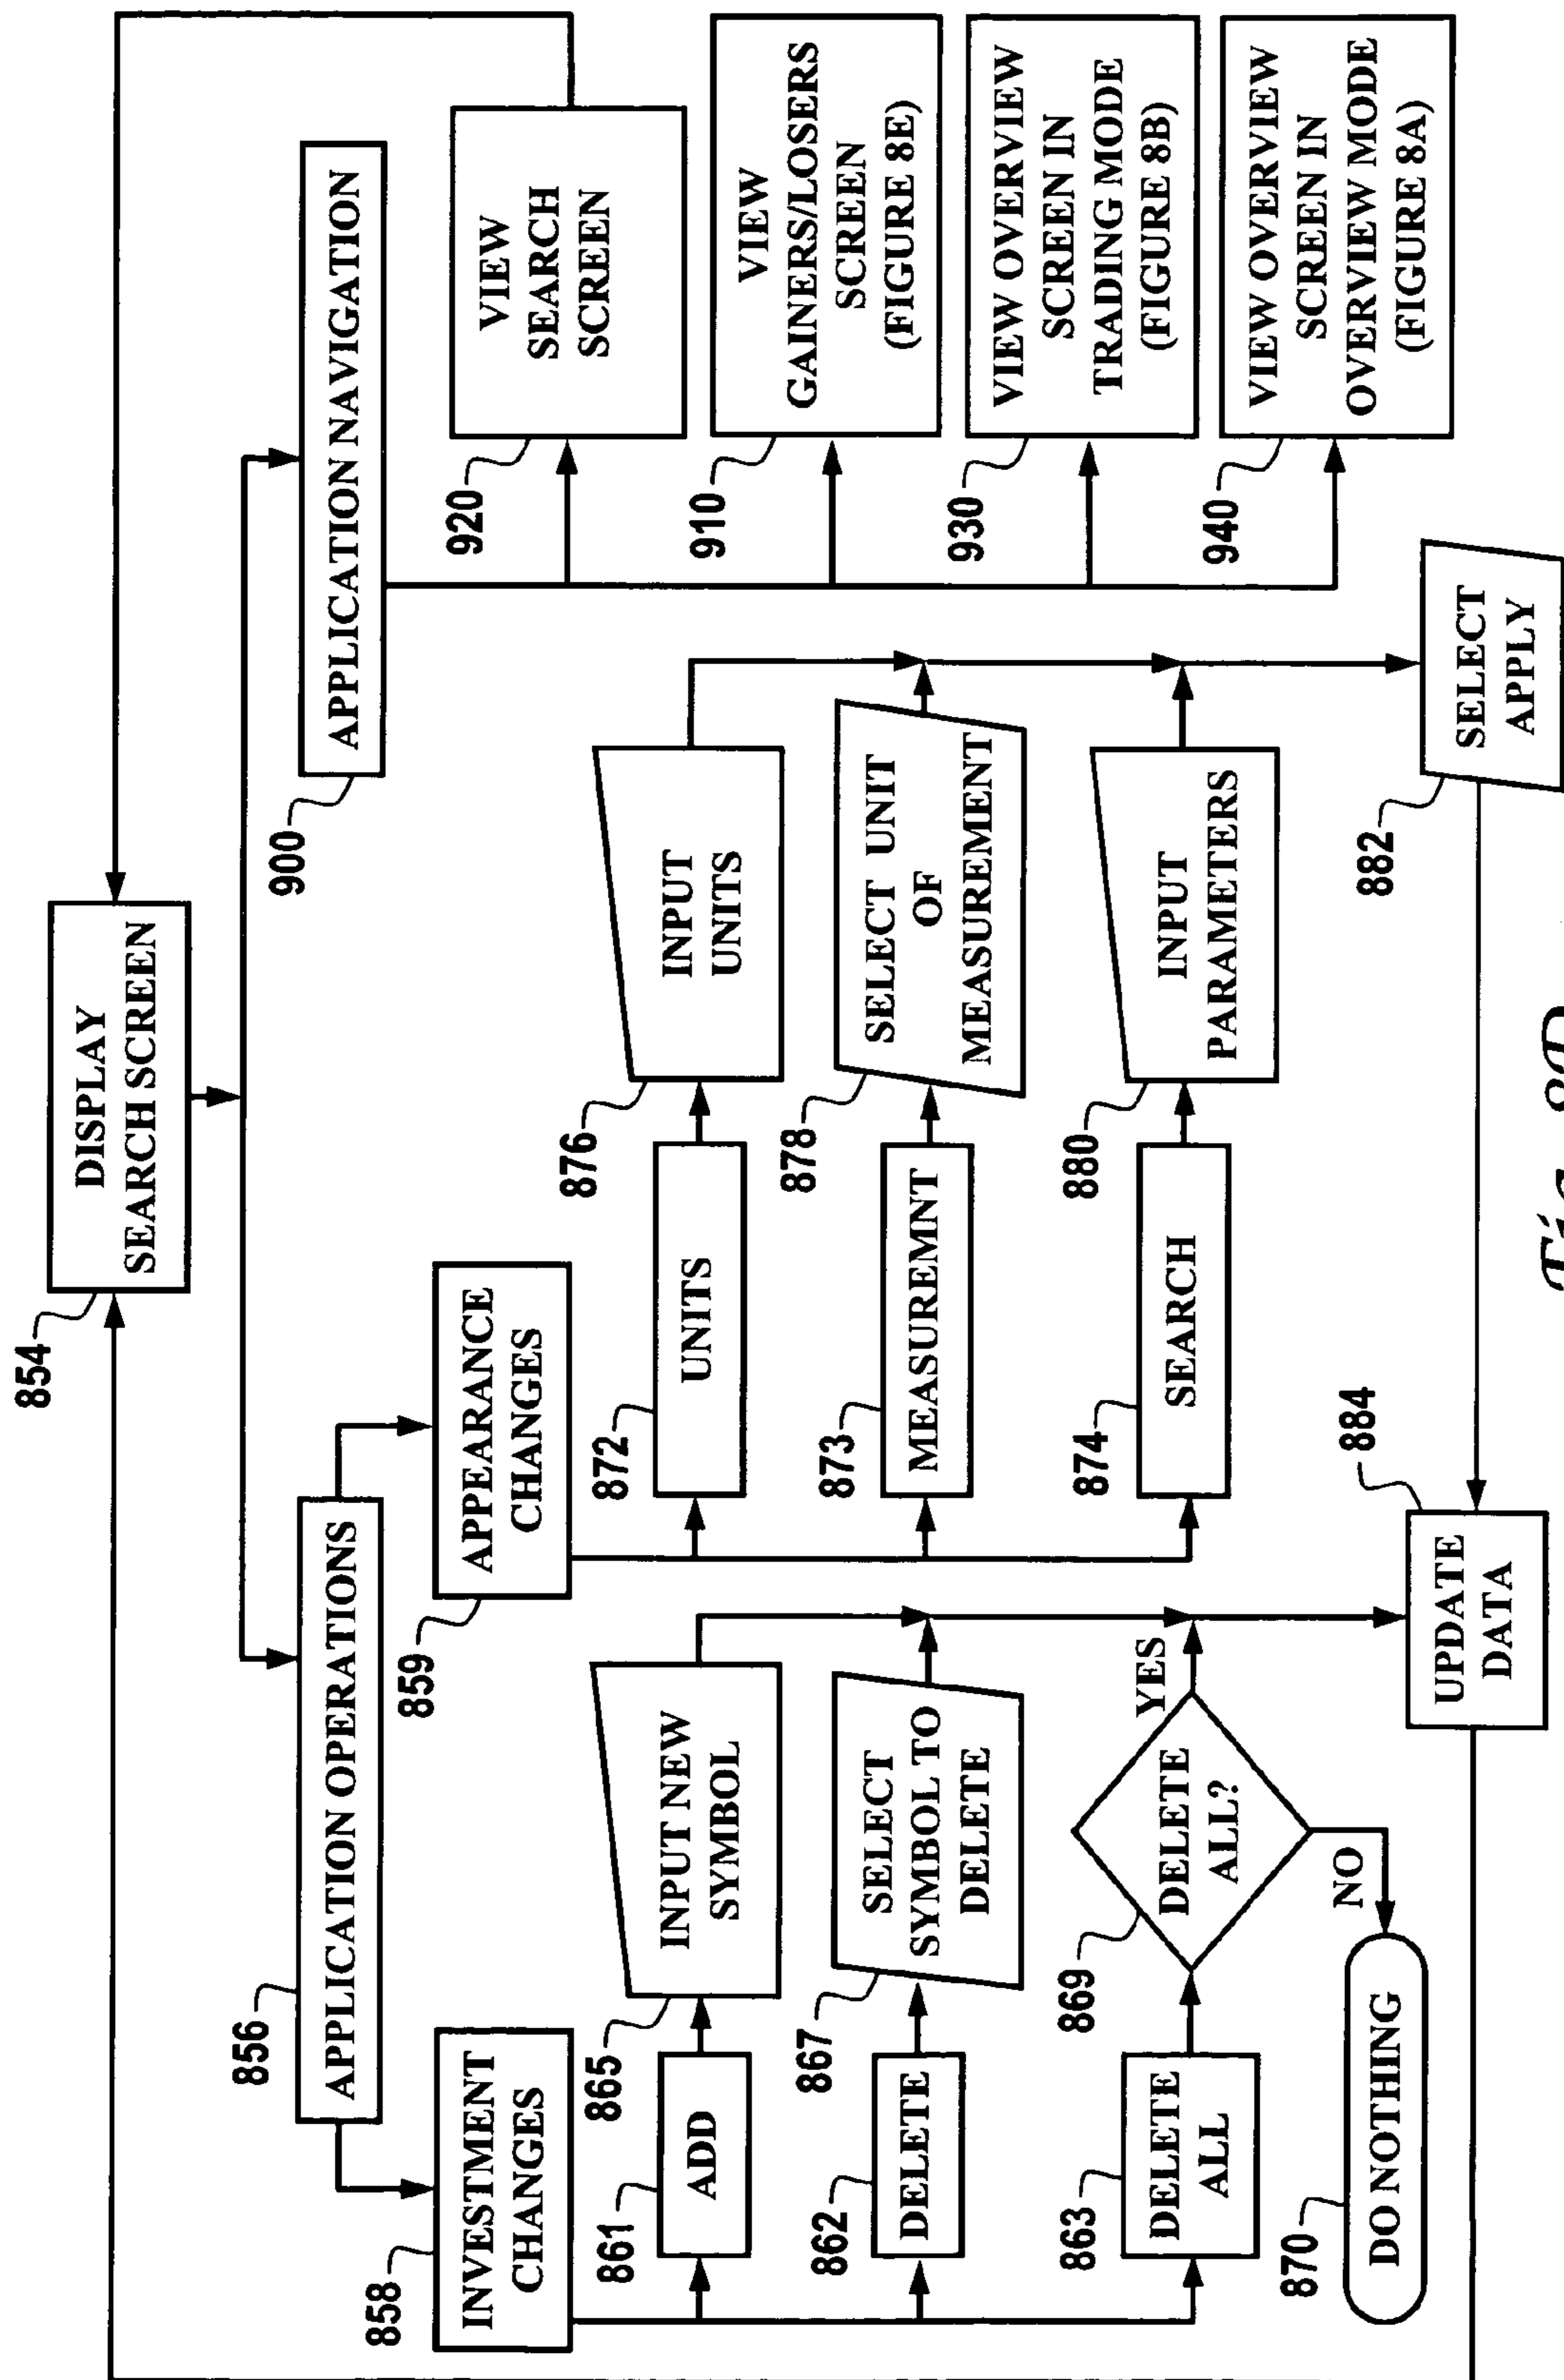 854
DISPLAY
SEARCH SCREEN
856
APPLICATION OPERATIONS
900
APPLICATION NAVIGATION
858
INVESTMENT
CHANGES
859
APPEARANCE
CHANGES
861
ADD
865
INPUT NEW
SYMBOL
862
DELETE
867
SELECT
SYMBOL TO
DELETE
863
DELETE
ALL
869
DELETE
ALL?
YES
NO
870
DO NOTHING
872
UNITS
876
INPUT
UNITS
873
MEASUREMNT
878
SELECT UNIT
OF
MEASUREMENT
874
SEARCH
880
INPUT
PARAMETERS
882
SELECT
APPLY
884
UPDATE
DATA
920
VIEW
SEARCH
SCREEN
910
VIEW
GAINERS/LOSERS
SCREEN
(FIGURE 8E)
930
VIEW OVERVIEW
SCREEN IN
TRADING MODE
(FIGURE 8B)
940
VIEW OVERVIEW
SCREEN IN
OVERVIEW MODE
(FIGURE 8A)